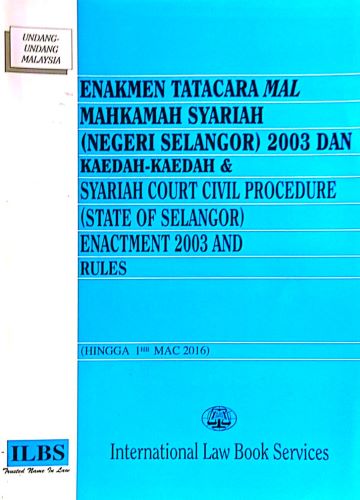 UNDANG-
UNDANG
MALAYSIA
ENAKMEN TATACARA MAL
MAHKAMAH SYARIAH
(NEGERI SELANGOR) 2003 DAN
KAEDAH-KAEDAH &
SYARIAH COURT CIVIL PROCEDURE
(STATE OF SELANGOR)
ENACTMENT 2003 AND
RULES
(HINGGA 1HB MAC 2016)
ILBS
Trusted Name In Law
International Law Book Services